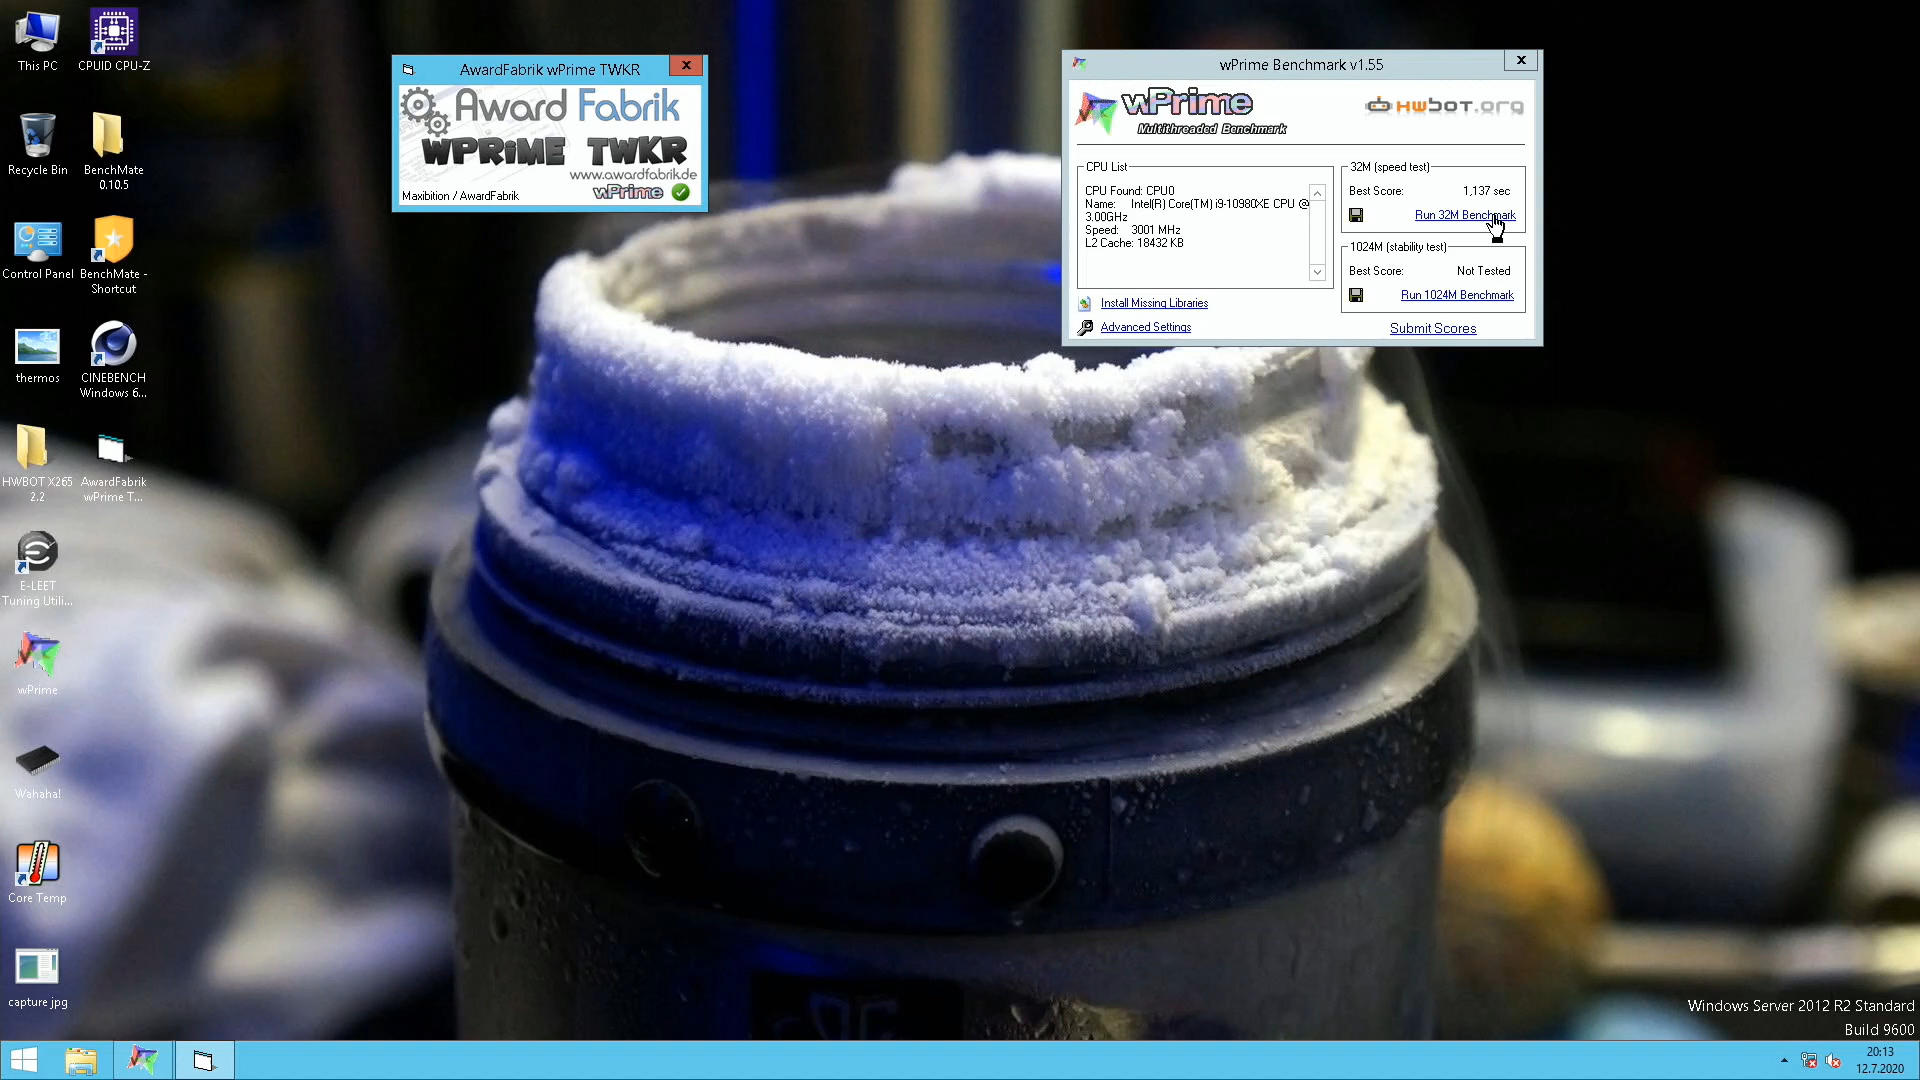 This PC
CPUID CPU-Z
Recycle Bin
BenchMate
0.10.5
Control Panel
BenchMate -
Shortcut
thermos
CINEBENCH
Windows 6...
HWBOT X265
2.2
AwardFabrik
wPrime T...
E-LEET
Tuning Utili...
wPrime
Wahaha!
Core Temp
capture.jpg
AwardFabrik wPrime TWKR
Award Fabrik
WPRiME TWKR
www.awardfabrik.de
Maxibition / AwardFabrik
wPrime
wPrime Benchmark v1.55
wPrime
Multithreaded Benchmark
HWBOT.ORG
CPU List
CPU Found: CPU0
Name: Intel(R) Core(TM) i9-10980XE CPU @
3.00GHz
Speed: 3001 MHz
L2 Cache: 18432 KB
Install Missing Libraries
Advanced Settings
32M (speed test)
Best Score: 1,137 sec
Run 32M Benchmark
1024M (stability test)
Best Score: Not Tested
Run 1024M Benchmark
Submit Scores
Windows Server 2012 R2 Standard
Build 9600
20:13
12.7.2020